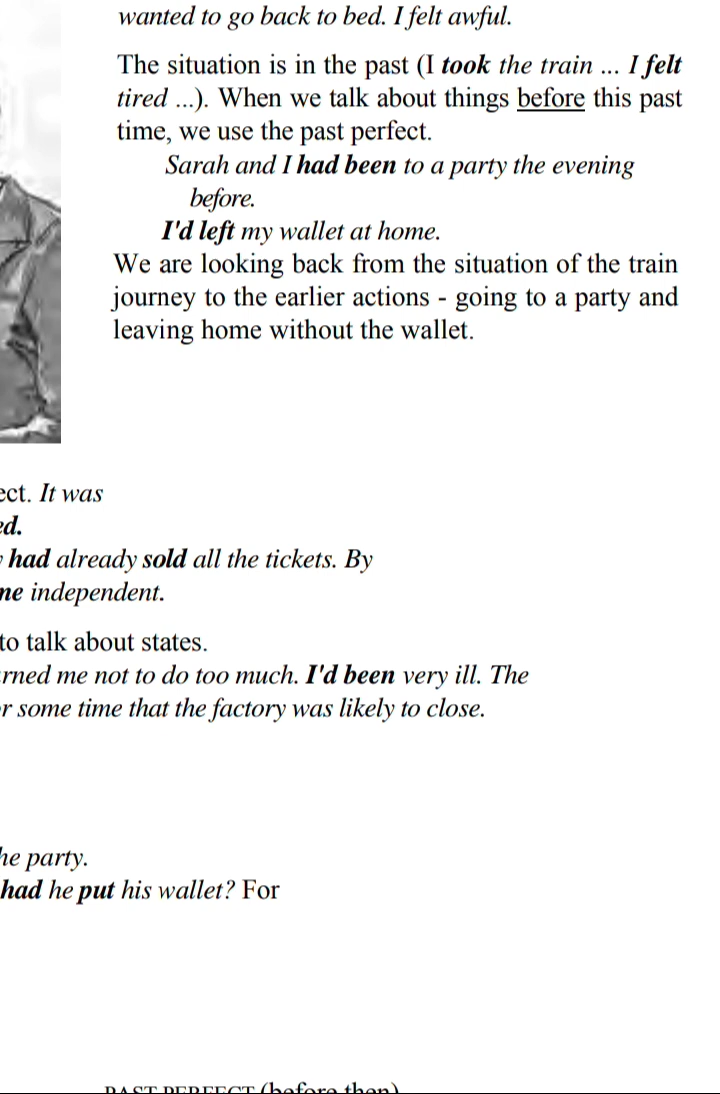 wanted to go back to bed. I felt awful.
The situation is in the past (I took the train ... I felt
tired ...). When we talk about things before this past
time, we use the past perfect.
Sarah and I had been to a party the evening
before.
I'd left my wallet at home.
We are looking back from the situation of the train
journey to the earlier actions - going to a party and
leaving home without the wallet.
ect. It was
ed.
had already sold all the tickets. By
me independent.
to talk about states.
rned me not to do too much. I'd been very ill. The
r some time that the factory was likely to close.
he party.
had he put his wallet? For
PAST PERFECT (before then)